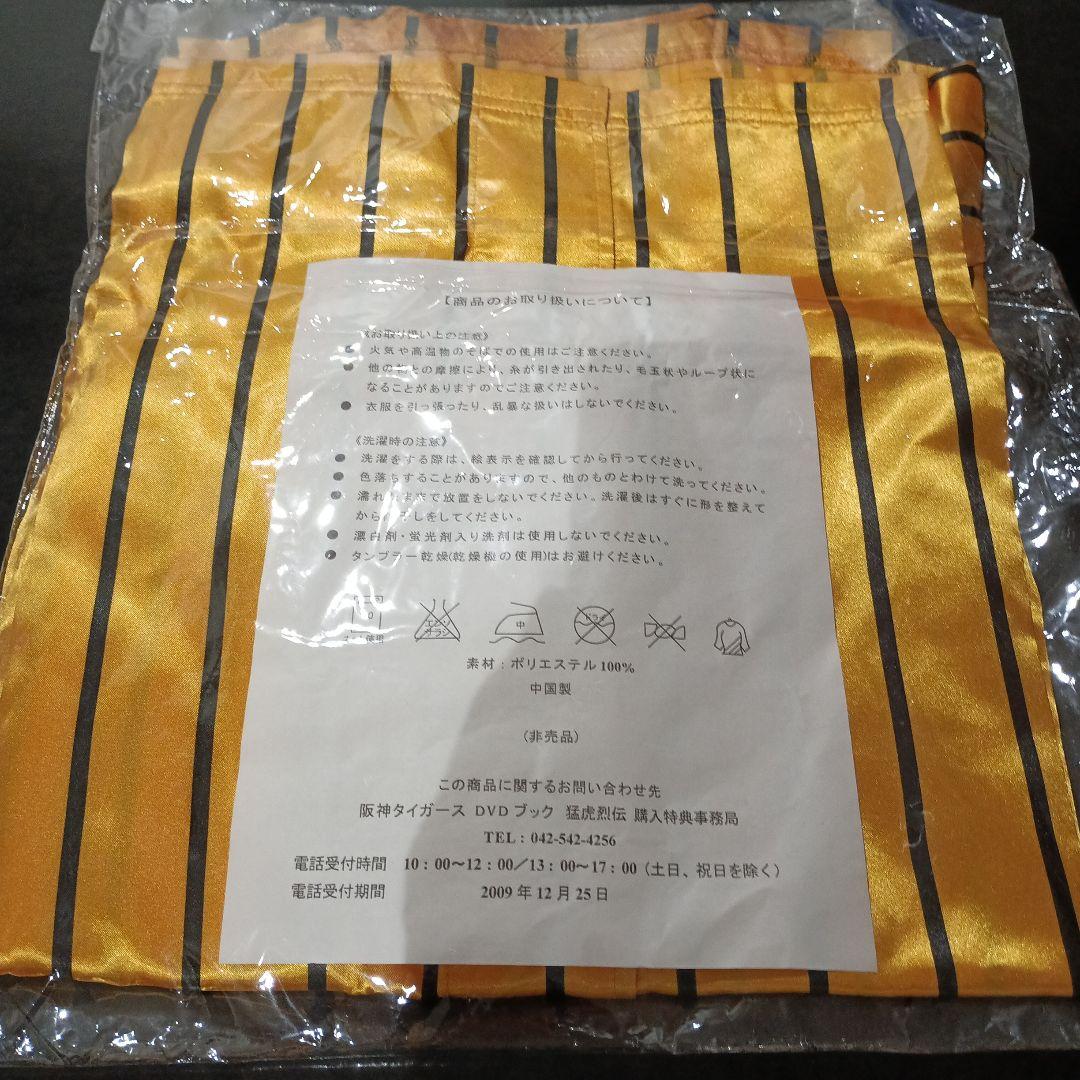 【商品のお取り扱いについて】
《お取り扱い上の注意》
● 火気や高温物のそばでの使用はご注意ください。
● 他の との摩擦により、糸が引き出されたり、毛玉状やループ状に
なることがありますのでご注意ください。
● 衣服を引っ張ったり、乱暴な扱いはしないでください。
《洗濯時の注意》
● 洗濯をする際は、絵表示を確認してから行ってください。
● 色落ちすることがありますので、他のものとわけて洗ってください。
● 濡れ ままで放置をしないでください。洗濯後はすぐに形を整えて
から 干しをしてください。
● 漂白剤・蛍光剤入り洗剤は使用しないでください。
● タンブラー乾燥(乾燥機の使用)はお避けください。
エンソ
サラシ
中
ドライ
使用
素材:ポリエステル100%
中国製
(非売品)
この商品に関するお問い合わせ先
阪神タイガース DVDブック 猛虎烈伝 購入特典事務局
TEL:042-542-4256
電話受付時間 10:00～12:00/13:00～17:00(土日、祝日を除く)
電話受付期間 2009年12月25日